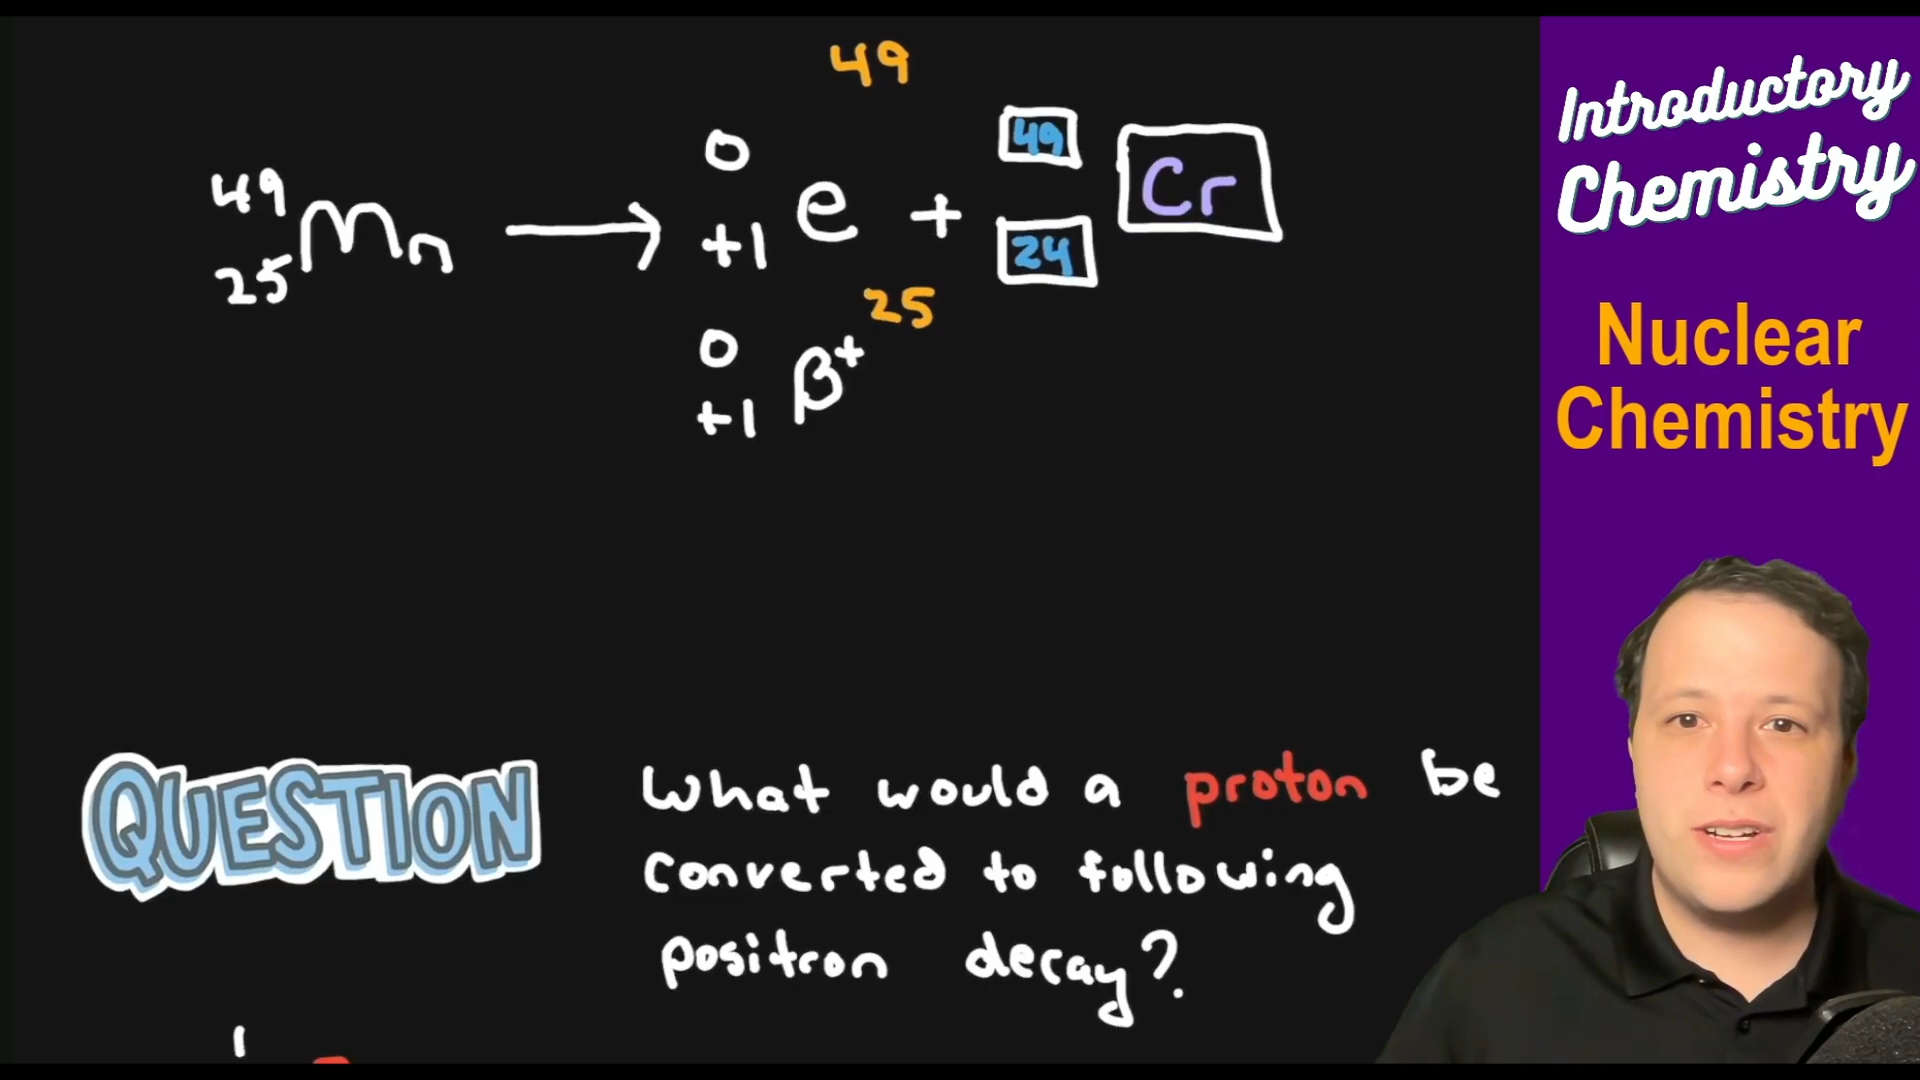 49
49
25 Mn → 0 +1 e + 49 24 Cr
25
0 +1 β+
QUESTION
What would a proton be
converted to following
positron decay?
1
Introductory
Chemistry
Nuclear
Chemistry